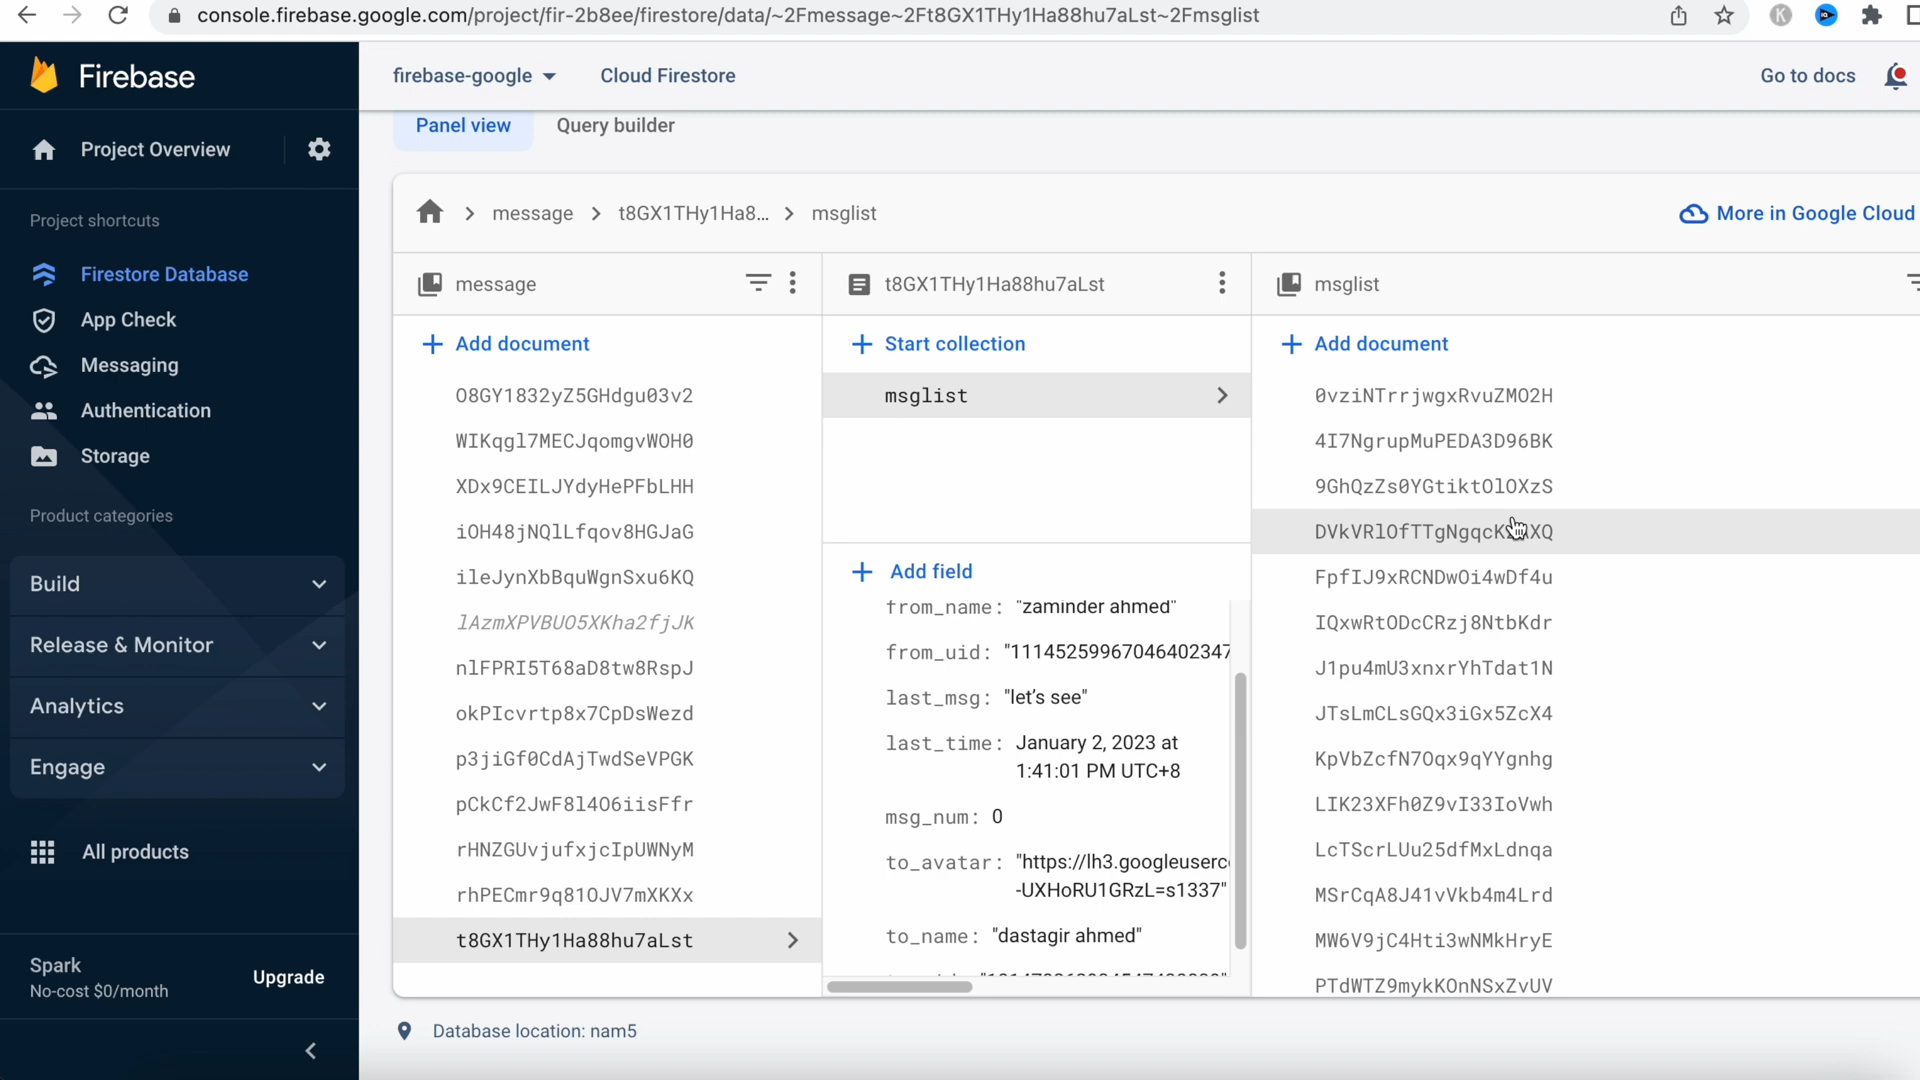 console.firebase.google.com/project/fir-2b8ee/firestore/data/~2Fmessage~2Ft8GX1THy1Ha88hu7aLst~2Fmsglist
Firebase
firebase-google
Cloud Firestore
Go to docs
Panel view
Query builder
Project Overview
Project shortcuts
Firestore Database
App Check
Messaging
Authentication
Storage
Product categories
Build
Release & Monitor
Analytics
Engage
All products
Spark
No-cost $0/month
Upgrade
message
t8GX1THy1Ha8...
msglist
More in Google Cloud
message
Add document
O8GY1832yZ5GHdgu03v2
WIKqgl7MECJqomgvWOH0
XDx9CEILJYdyHePFbLHH
iOH48jNQlLfqov8HGJaG
ileJynXbBquWgnSxu6KQ
lAzmXPVBUO5XKha2fjJK
nlFPRI5T68aD8tw8RspJ
okPIcvrtp8x7CpDsWezd
p3jiGf0CdAjTwdSeVPGK
pCkCf2JwF8l4O6iisFfr
rHNZGUvjufxjcIpUWNyM
rhPECmr9q81OJV7mXKXx
t8GX1THy1Ha88hu7aLst
t8GX1THy1Ha88hu7aLst
Start collection
msglist
Add field
from_name: "zaminder ahmed"
from_uid: "11145259967046402347
last_msg: "let's see"
last_time: January 2, 2023 at
1:41:01 PM UTC+8
msg_num: 0
to_avatar: "https://lh3.googleuserc
-UXHoRU1GRzL=s1337"
to_name: "dastagir ahmed"
msglist
Add document
0vziNTrrjwgxRvuZMO2H
4I7NgrupMuPEDA3D96BK
9GhQzZs0YGtiktOlOXzS
FpfIJ9xRCNDwOi4wDf4u
IQxwRtODcCRzj8NtbKdr
J1pu4mU3xnxrYhTdat1N
JTsLmCLsGQx3iGx5ZcX4
KpVbZcfN7Oqx9qYYgnhg
LIK23XFh0Z9vI33IoVwh
LcTScrLUu25dfMxLdnqa
MSrCqA8J41vVkb4m4Lrd
MW6V9jC4Hti3wNMkHryE
PTdWTZ9mykKOnNSxZvUV
Database location: nam5